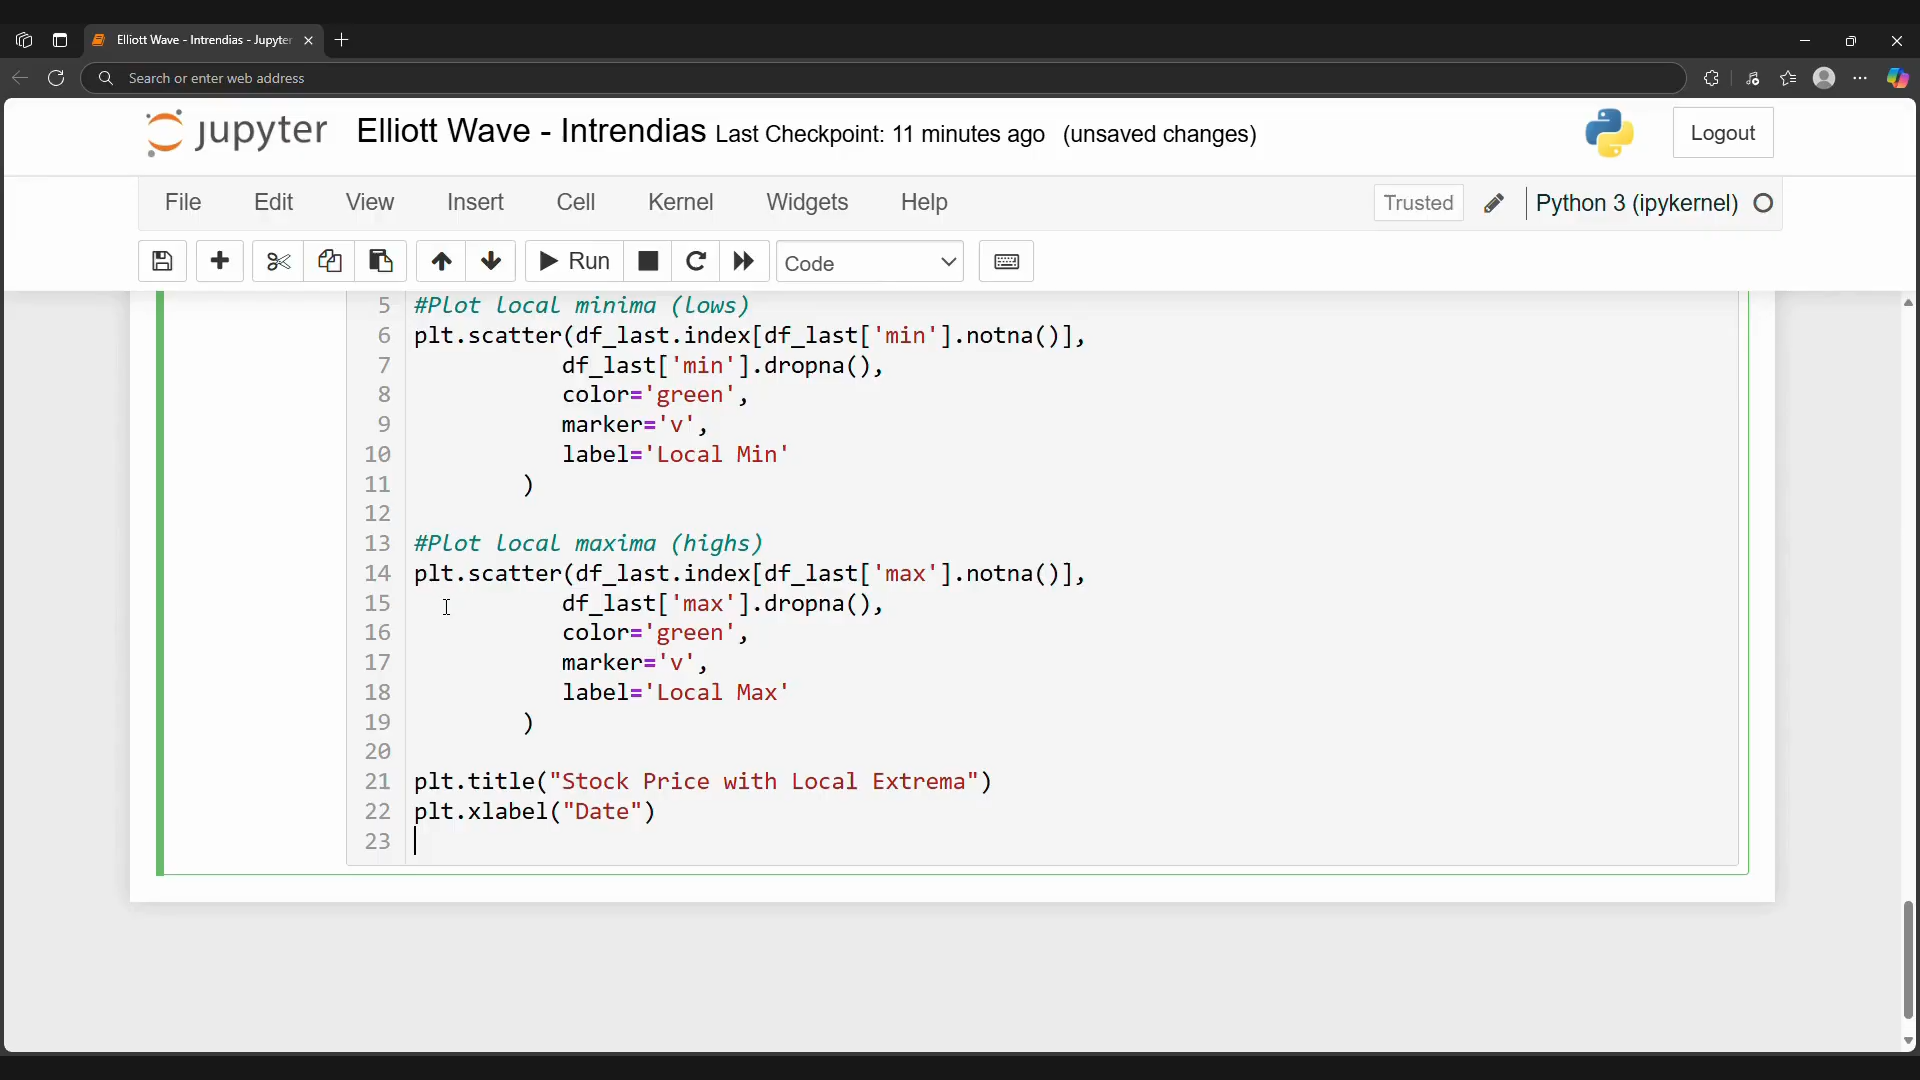 Elliott Wave - Intrendias - Jupyter
Search or enter web address
jupyter Elliott Wave - Intrendias Last Checkpoint: 11 minutes ago (unsaved changes)
Logout
File Edit View Insert Cell Kernel Widgets Help
Trusted Python 3 (ipykernel)
Run Code
5 #Plot local minima (lows)
6 plt.scatter(df_last.index[df_last['min'].notna()],
7 df_last['min'].dropna(),
8 color='green',
9 marker='v',
10 label='Local Min'
11 )
12
13 #Plot local maxima (highs)
14 plt.scatter(df_last.index[df_last['max'].notna()],
15 df_last['max'].dropna(),
16 color='green',
17 marker='v',
18 label='Local Max'
19 )
20
21 plt.title("Stock Price with Local Extrema")
22 plt.xlabel("Date")
23